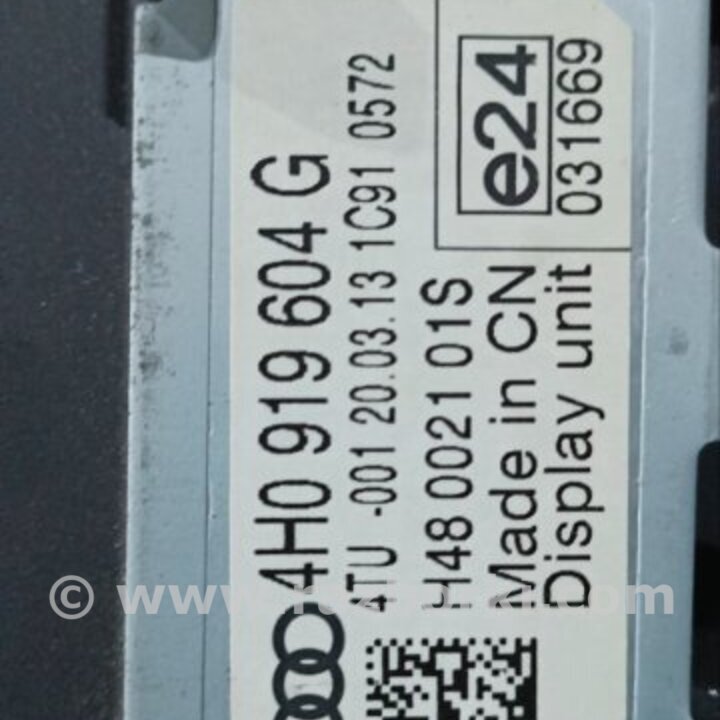 4H0 919 604 G
4TU -001 20.03.13 1C91 0572
H48 0021 01S
Made in CN
Display unit
e24
031669